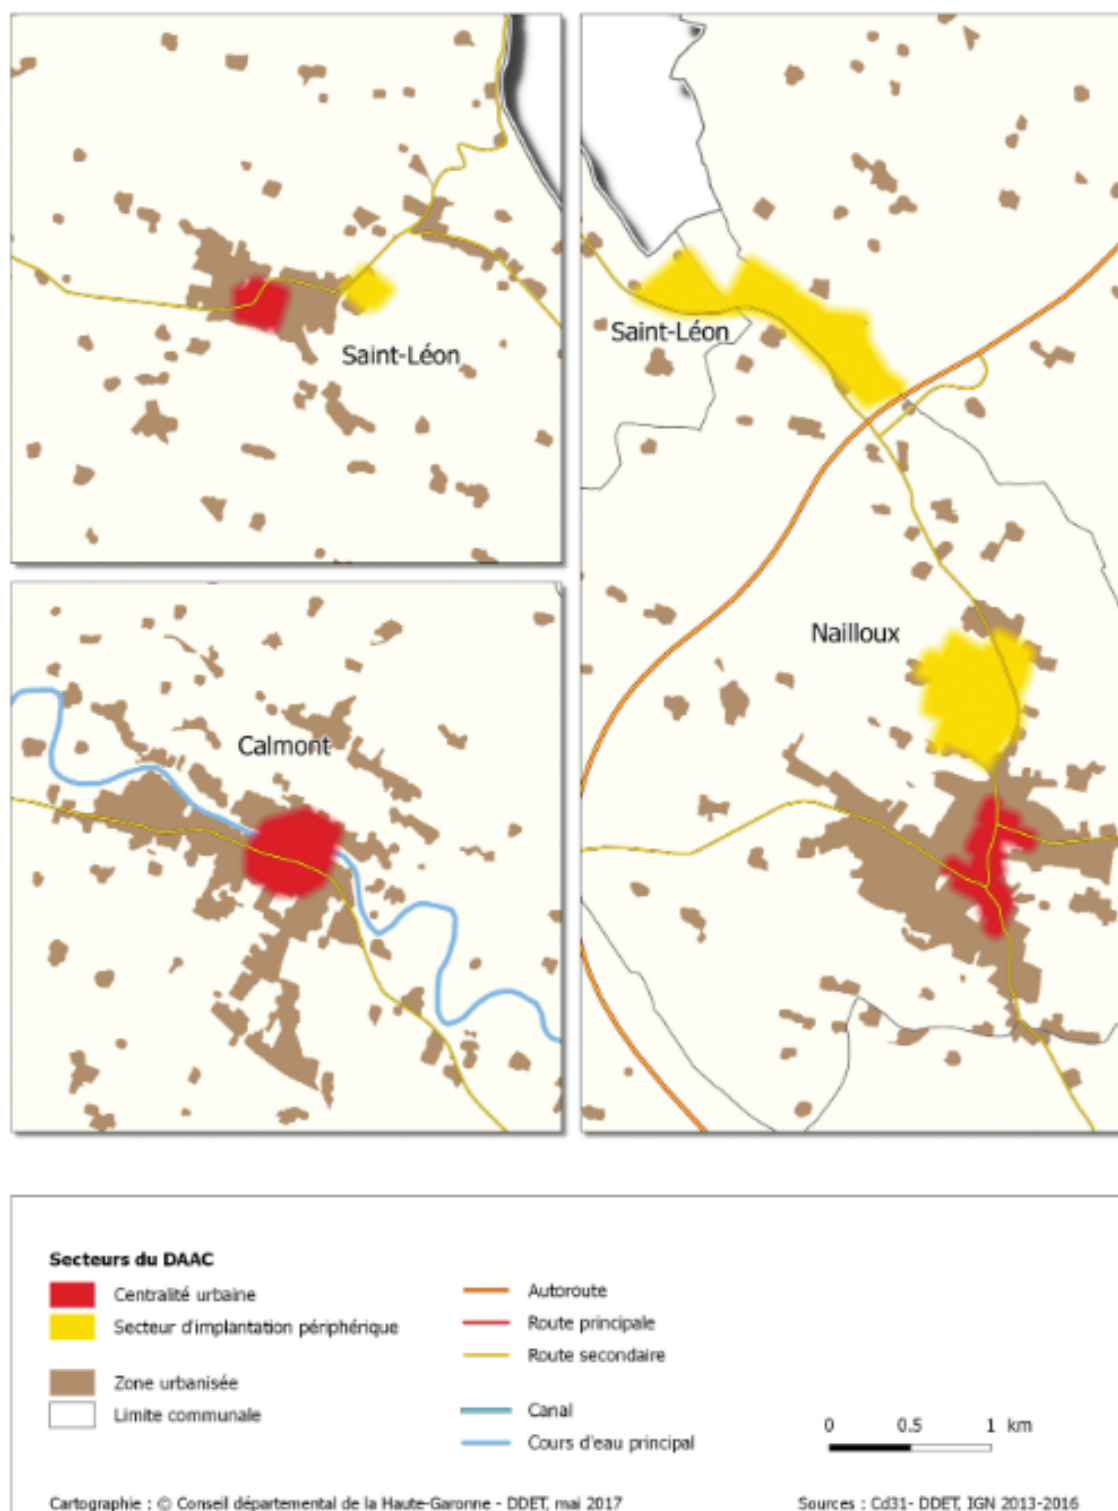 Saint-Léon
Saint-Léon
Nailloux
Calmont
Secteurs du DAAC
Centralité urbaine
Secteur d'implantation périphérique
Zone urbanisée
Limite communale
Autoroute
Route principale
Route secondaire
Canal
Cours d'eau principal
0 0.5 1 km
Cartographie : © Conseil départemental de la Haute-Garonne - DDET, mai 2017
Sources : Cd31- DDET, IGN 2013-2016